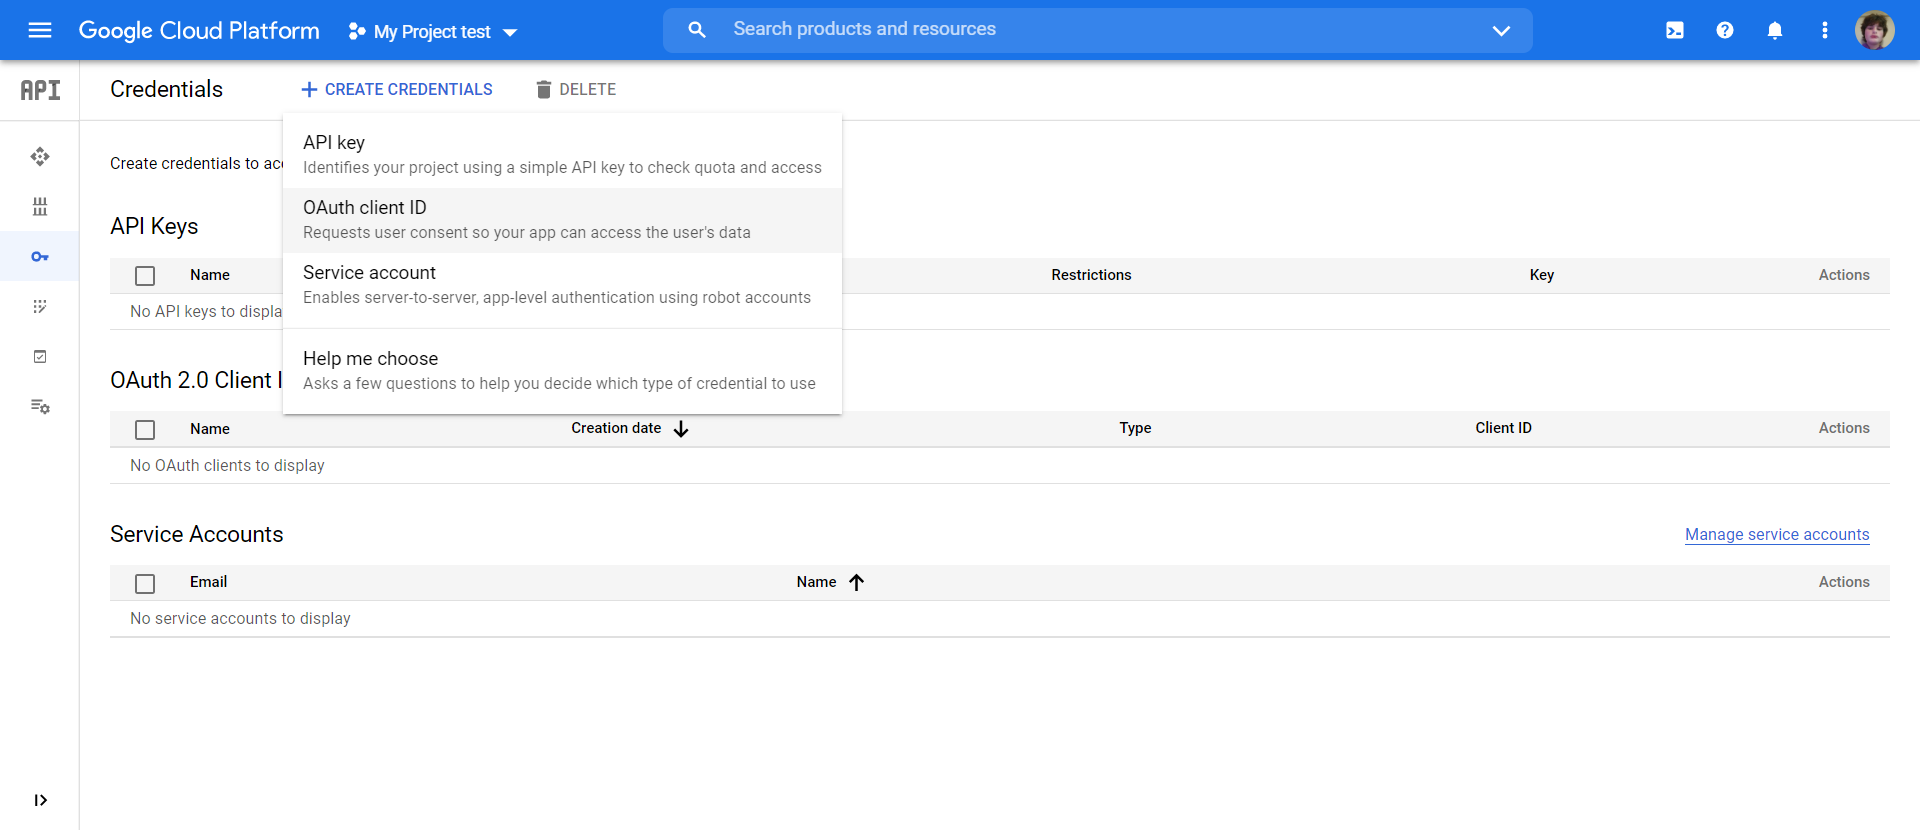 Google Cloud Platform My Project test Search products and resources
API Credentials CREATE CREDENTIALS DELETE
API key
Identifies your project using a simple API key to check quota and access
OAuth client ID
Requests user consent so your app can access the user's data
Service account
Enables server-to-server, app-level authentication using robot accounts
Help me choose
Asks a few questions to help you decide which type of credential to use
Create credentials to acc
API Keys
Name Restrictions Key Actions
No API keys to displa
OAuth 2.0 Client I
Name Creation date Type Client ID Actions
No OAuth clients to display
Service Accounts Manage service accounts
Email Name Actions
No service accounts to display